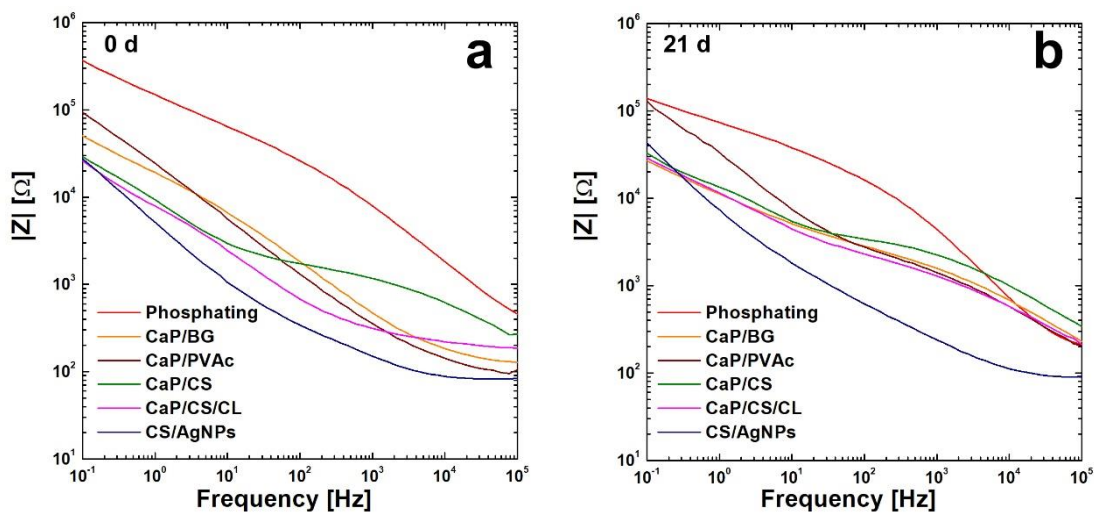 0 d
a
10^6
10^5
10^4
10^3
10^2
10^1
|Z| [Ω]
Phosphating
CaP/BG
CaP/PVAc
CaP/CS
CaP/CS/CL
CS/AgNPs
10^-1 10^0 10^1 10^2 10^3 10^4 10^5
Frequency [Hz]
21 d
b
10^6
10^5
10^4
10^3
10^2
10^1
|Z| [Ω]
Phosphating
CaP/BG
CaP/PVAc
CaP/CS
CaP/CS/CL
CS/AgNPs
10^-1 10^0 10^1 10^2 10^3 10^4 10^5
Frequency [Hz]